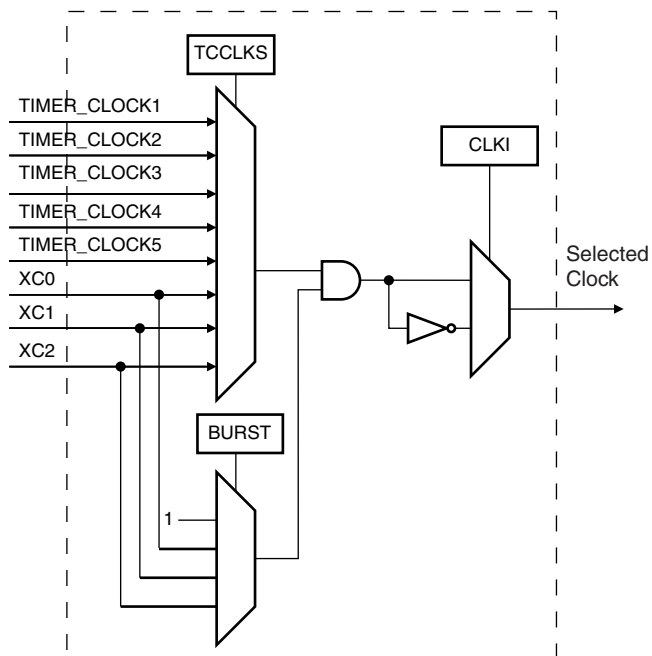 TCCLKS
TIMER_CLOCK1
TIMER_CLOCK2
TIMER_CLOCK3
TIMER_CLOCK4
TIMER_CLOCK5
XC0
XC1
XC2
CLKI
Selected
Clock
BURST
1